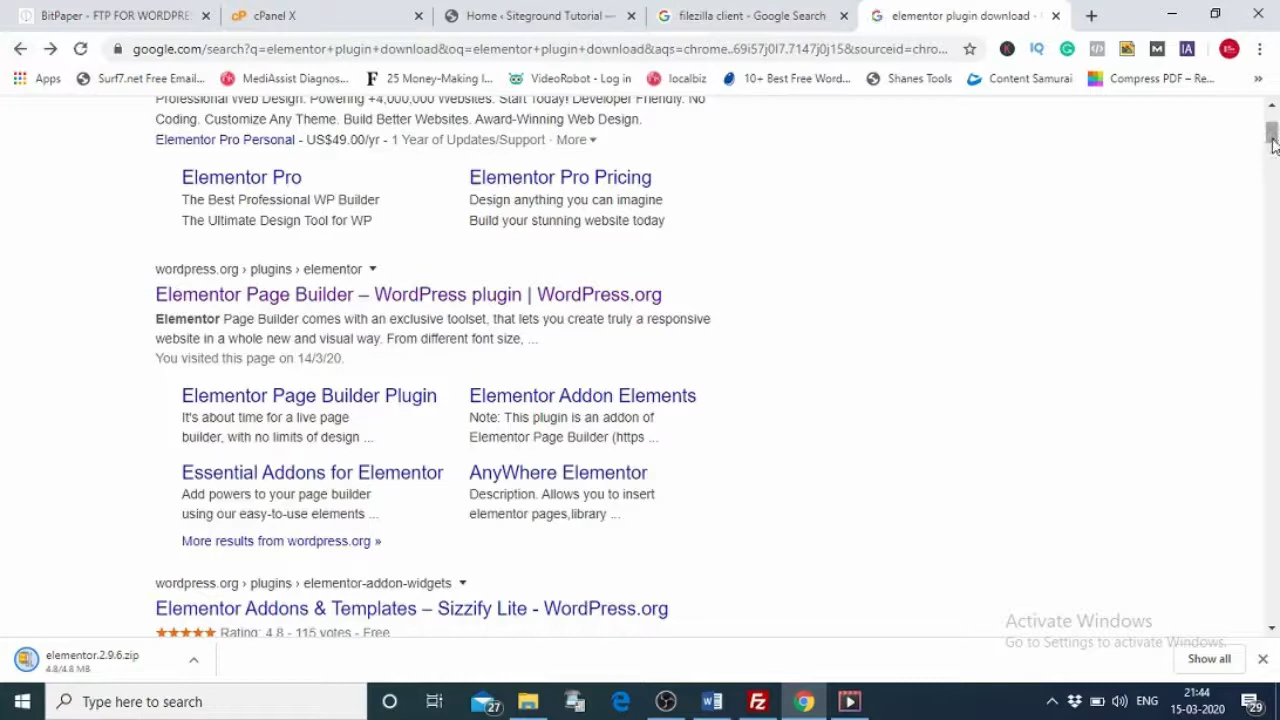 BitPaper - FTP FOR WORDPRE
cPanel X
Home ‹ Siteground Tutorial —
filezilla client - Google Search
elementor plugin download -
google.com/search?q=elementor+plugin+download&oq=elementor+plugin+download&aqs=chrome..69i57j0l7.7147j0j15&sourceid=chro...
Apps
Surf7.net Free Email...
MediAssist Diagnos...
25 Money-Making I...
VideoRobot - Log in
localbiz
10+ Best Free Word...
Shanes Tools
Content Samurai
Compress PDF – Re...
»
Professional Web Design. Powering +4,000,000 Websites. Start Today! Developer Friendly. No
Coding. Customize Any Theme. Build Better Websites. Award-Winning Web Design.
Elementor Pro Personal - US$49.00/yr - 1 Year of Updates/Support · More
Elementor Pro
The Best Professional WP Builder
The Ultimate Design Tool for WP
Elementor Pro Pricing
Design anything you can imagine
Build your stunning website today
wordpress.org › plugins › elementor
Elementor Page Builder – WordPress plugin | WordPress.org
Elementor Page Builder comes with an exclusive toolset, that lets you create truly a responsive
website in a whole new and visual way. From different font size, ...
You visited this page on 14/3/20.
Elementor Page Builder Plugin
It's about time for a live page
builder, with no limits of design ...
Elementor Addon Elements
Note: This plugin is an addon of
Elementor Page Builder (https ...
Essential Addons for Elementor
Add powers to your page builder
using our easy-to-use elements ...
AnyWhere Elementor
Description. Allows you to insert
elementor pages,library ...
More results from wordpress.org »
wordpress.org › plugins › elementor-addon-widgets
Elementor Addons & Templates – Sizzify Lite - WordPress.org
Rating: 4.8 - 115 votes - Free
Activate Windows
Go to Settings to activate Windows.
elementor.2.9.6.zip
4.8/4.8 MB
Show all
Type here to search
27
ENG
21:44
15-03-2020
29